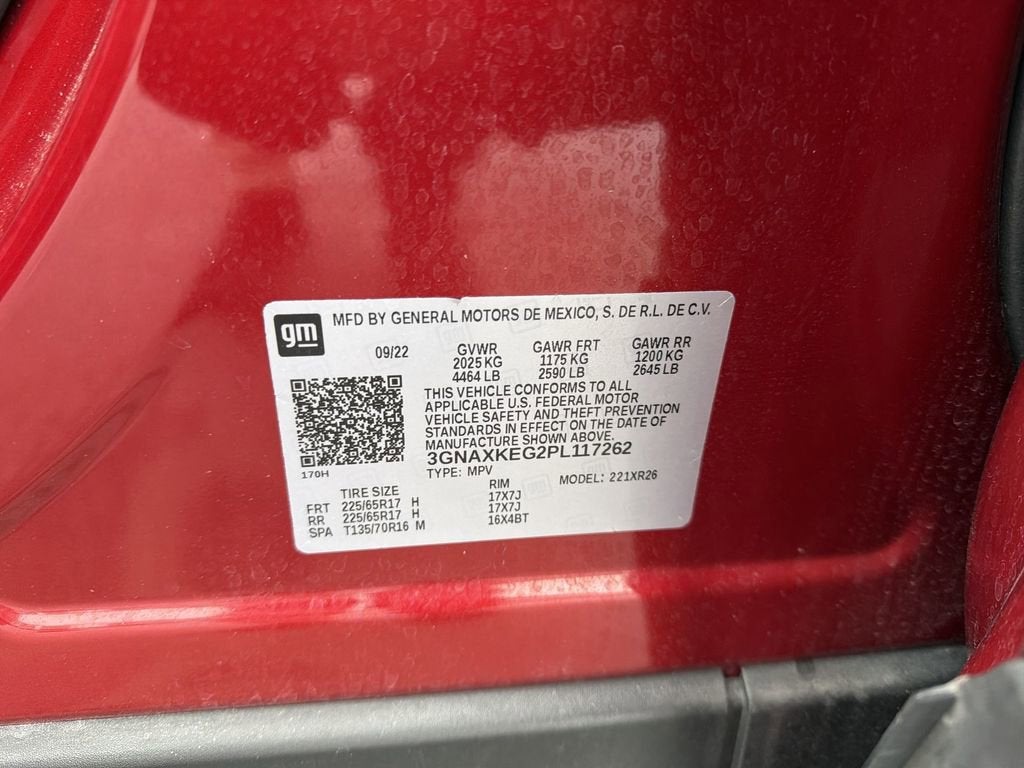 gm
MFD BY GENERAL MOTORS DE MEXICO, S. DE R.L. DE C.V.
09/22 GVWR GAWR FRT GAWR RR
2025 KG 1175 KG 1200 KG
4464 LB 2590 LB 2645 LB
THIS VEHICLE CONFORMS TO ALL
APPLICABLE U.S. FEDERAL MOTOR
VEHICLE SAFETY AND THEFT PREVENTION
STANDARDS IN EFFECT ON THE DATE OF
MANUFACTURE SHOWN ABOVE.
3GNAXKEG2PL117262
170H
TYPE: MPV MODEL: 221XR26
TIRE SIZE RIM
FRT 225/65R17 H 17X7J
RR 225/65R17 H 17X7J
SPA T135/70R16 M 16X4BT